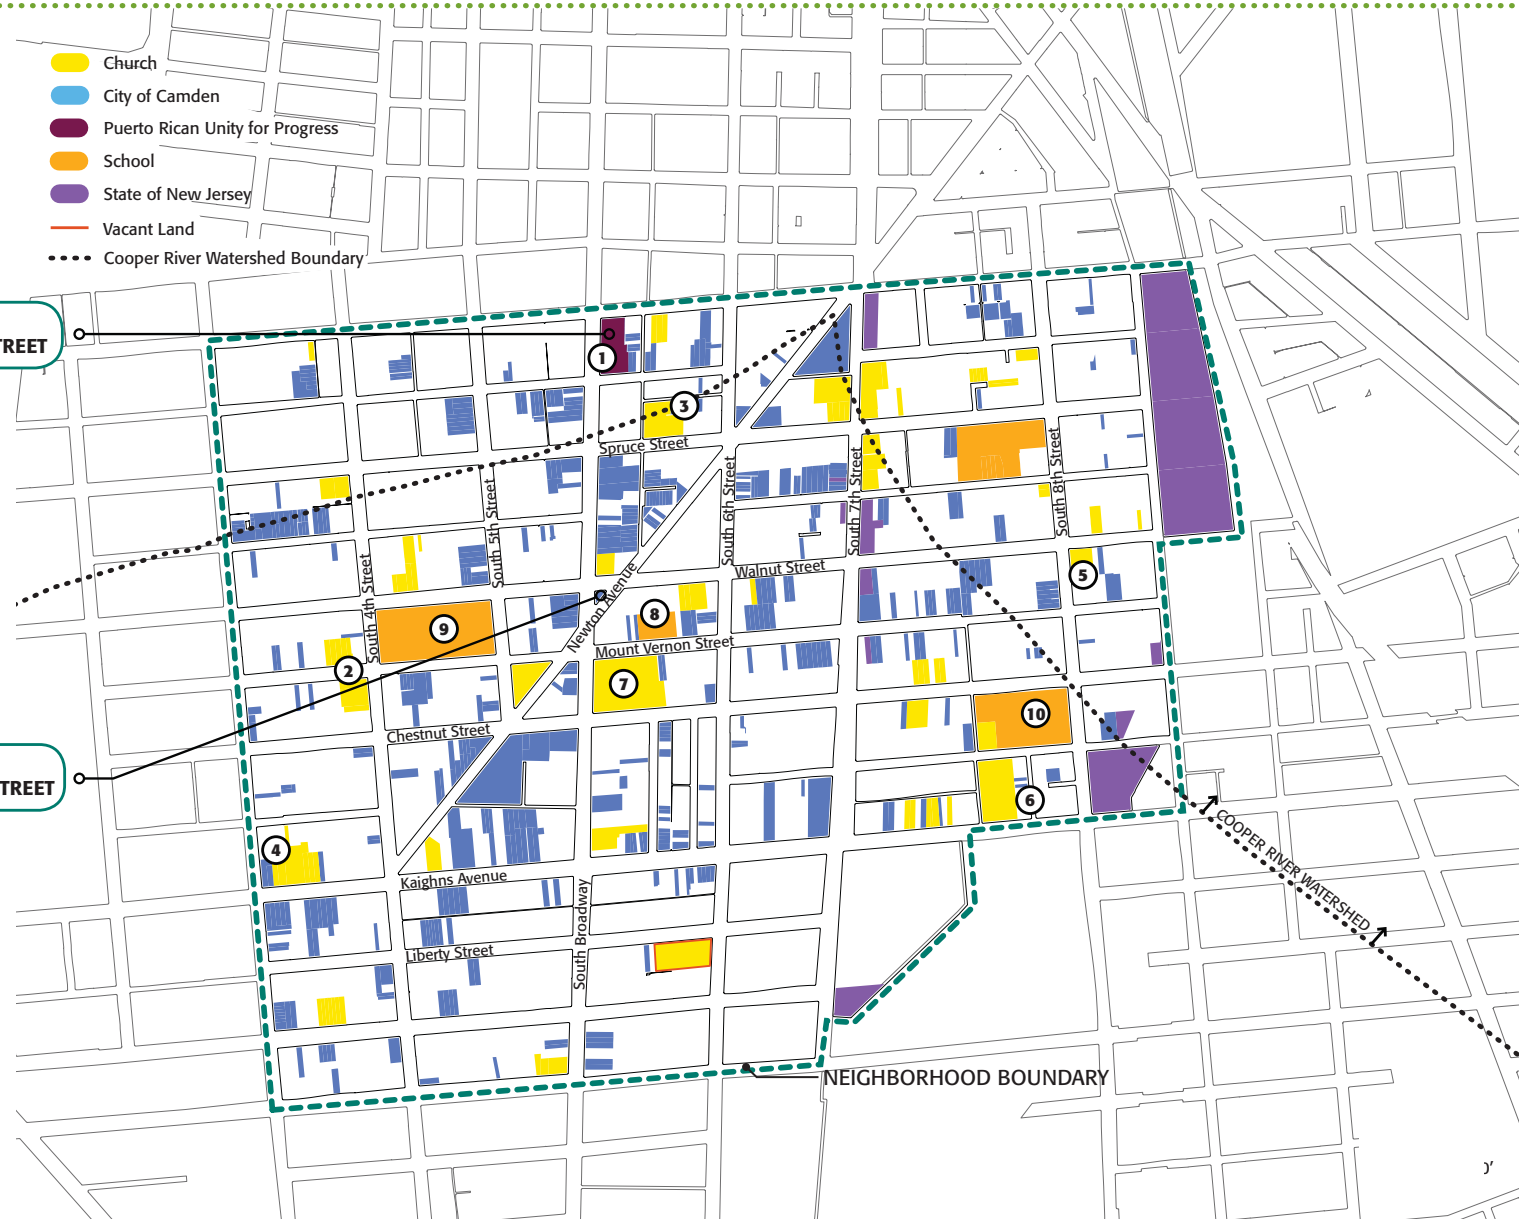 Church
City of Camden
Puerto Rican Unity for Progress
School
State of New Jersey
Vacant Land
Cooper River Watershed Boundary
TREET
1
3
Spruce Street
South 6th Street
South 7th Street
South 8th Street
South 5th Street
South 4th Street
Walnut Street
5
Newton Avenue
8
9
Mount Vernon Street
2
7
10
Chestnut Street
TREET
6
COOPER RIVER WATERSHED
4
Kaighns Avenue
South Broadway
Liberty Street
NEIGHBORHOOD BOUNDARY